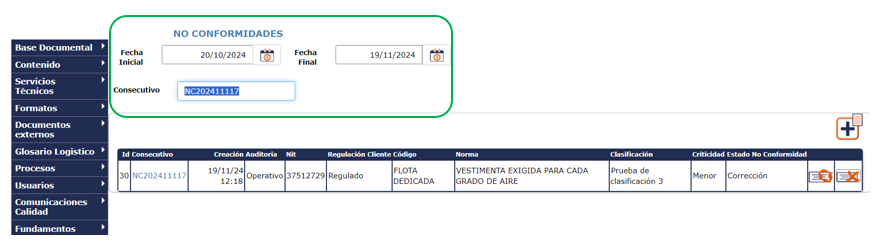 NO CONFORMIDADES
Fecha Inicial 20/10/2024 Fecha Final 19/11/2024
Consecutivo NC202411117
Base Documental
Contenido
Servicios
Técnicos
Formatos
Documentos
externos
Glosario Logístico
Procesos
Usuarios
Comunicaciones
Calidad
Fundamentos
Id Consecutivo Creación Auditoria Nit Regulación Cliente Código Norma Clasificación Criticidad Estado No Conformidad
30 NC202411117 19/11/24 12:18 Operativo 37512729 Regulado FLOTA DEDICADA VESTIMENTA EXIGIDA PARA CADA GRADO DE AIRE Prueba de clasificación 3 Menor Corrección